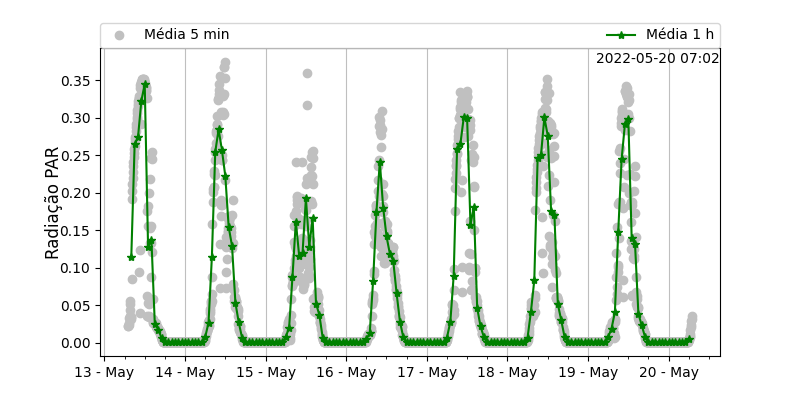 Média 5 min
Média 1 h
2022-05-20 07:02
Radiação PAR
0.35
0.30
0.25
0.20
0.15
0.10
0.05
0.00
13 - May
14 - May
15 - May
16 - May
17 - May
18 - May
19 - May
20 - May